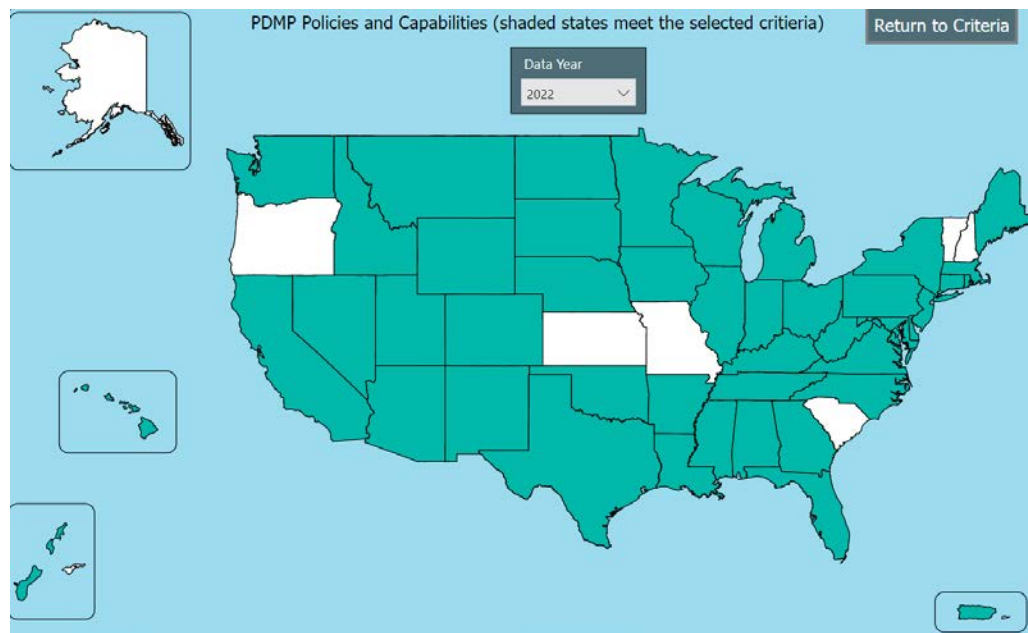 PDMP Policies and Capabilities (shaded states meet the selected critieria)
Return to Criteria
Data Year
2022